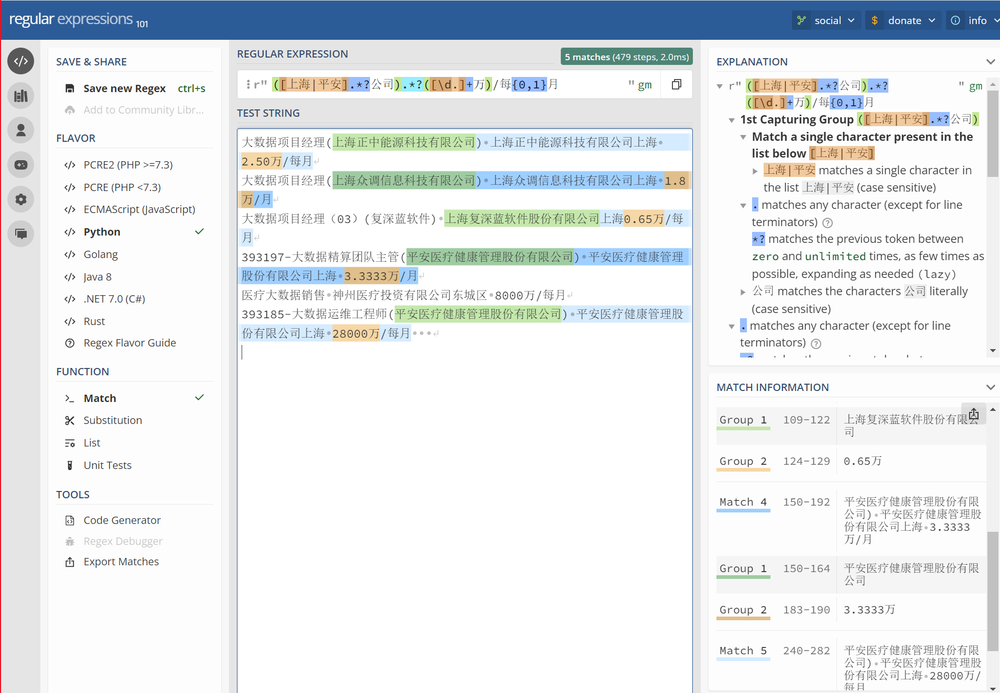 regular expressions 101
social
donate
info
SAVE & SHARE
Save new Regex ctrl+s
Add to Community Libr...
FLAVOR
</> PCRE2 (PHP >=7.3)
</> PCRE (PHP <7.3)
</> ECMAScript (JavaScript)
</> Python
</> Golang
</> Java 8
</> .NET 7.0 (C#)
</> Rust
Regex Flavor Guide
FUNCTION
Match
Substitution
List
Unit Tests
TOOLS
Code Generator
Regex Debugger
Export Matches
REGULAR EXPRESSION
5 matches (479 steps, 2.0ms)
r" ([上海|平安].*?公司).*?([\d.]+万)/每{0,1}月 " gm
TEST STRING
大数据项目经理(上海正中能源科技有限公司)•上海正中能源科技有限公司上海•
2.50万/每月
大数据项目经理(上海众调信息科技有限公司)•上海众调信息科技有限公司上海•1.8
万/月
大数据项目经理（03）(复深蓝软件)•上海复深蓝软件股份有限公司上海0.65万/每
月
393197-大数据精算团队主管(平安医疗健康管理股份有限公司)•平安医疗健康管理
股份有限公司上海•3.3333万/月
医疗大数据销售•神州医疗投资有限公司东城区•8000万/每月
393185-大数据运维工程师(平安医疗健康管理股份有限公司)•平安医疗健康管理股
份有限公司上海•28000万/每月•••
EXPLANATION
r" ([上海|平安].*?公司).*? " gm
([\d.]+万)/每{0,1}月
1st Capturing Group ([上海|平安].*?公司)
Match a single character present in the
list below [上海|平安]
上海|平安 matches a single character in
the list 上海|平安 (case sensitive)
. matches any character (except for line
terminators)
*? matches the previous token between
zero and unlimited times, as few times as
possible, expanding as needed (lazy)
公司 matches the characters 公司 literally
(case sensitive)
. matches any character (except for line
terminators)
MATCH INFORMATION
Group 1 109-122 上海复深蓝软件股份有限公
司
Group 2 124-129 0.65万
Match 4 150-192 平安医疗健康管理股份有限
公司)•平安医疗健康管理股
份有限公司上海•3.3333
万/月
Group 1 150-164 平安医疗健康管理股份有限
公司
Group 2 183-190 3.3333万
Match 5 240-282 平安医疗健康管理股份有限
公司)•平安医疗健康管理股
份有限公司上海•28000万/
每月